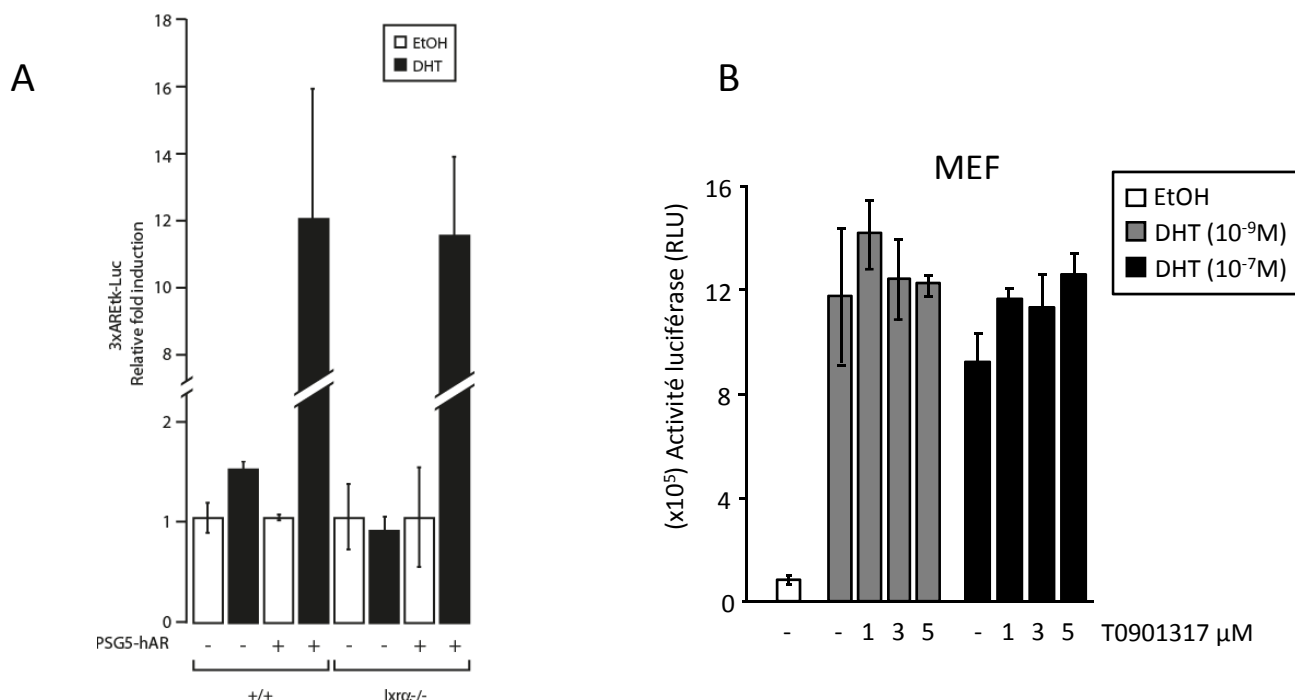 A
18
16
14
12
10
8
2
1
0
3xAREtk-Luc
Relative fold induction
EtOH
DHT
PSG5-hAR - - + + - - + +
+/+ lxrα-/-
B
MEF
16
12
8
4
0
(x10⁵) Activité luciférase (RLU)
EtOH
DHT (10⁻⁹M)
DHT (10⁻⁷M)
- - 1 3 5 - 1 3 5 T0901317 µM